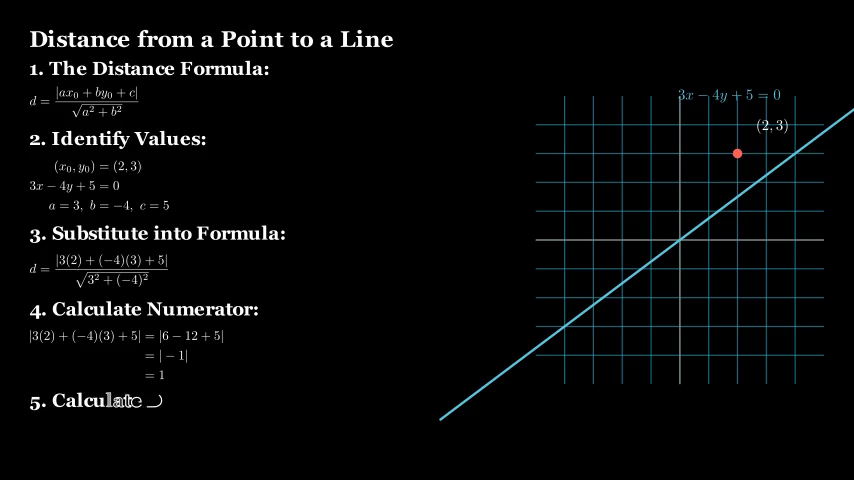 Distance from a Point to a Line
1. The Distance Formula:
d = \frac{|ax_0 + by_0 + c|}{\sqrt{a^2 + b^2}}
2. Identify Values:
(x_0, y_0) = (2, 3)
3x − 4y + 5 = 0
a = 3, b = −4, c = 5
3. Substitute into Formula:
d = \frac{|3(2) + (−4)(3) + 5|}{\sqrt{3^2 + (−4)^2}}
4. Calculate Numerator:
|3(2) + (−4)(3) + 5| = |6 − 12 + 5|
= | − 1|
= 1
5. Calculate
3x − 4y + 5 = 0
(2, 3)